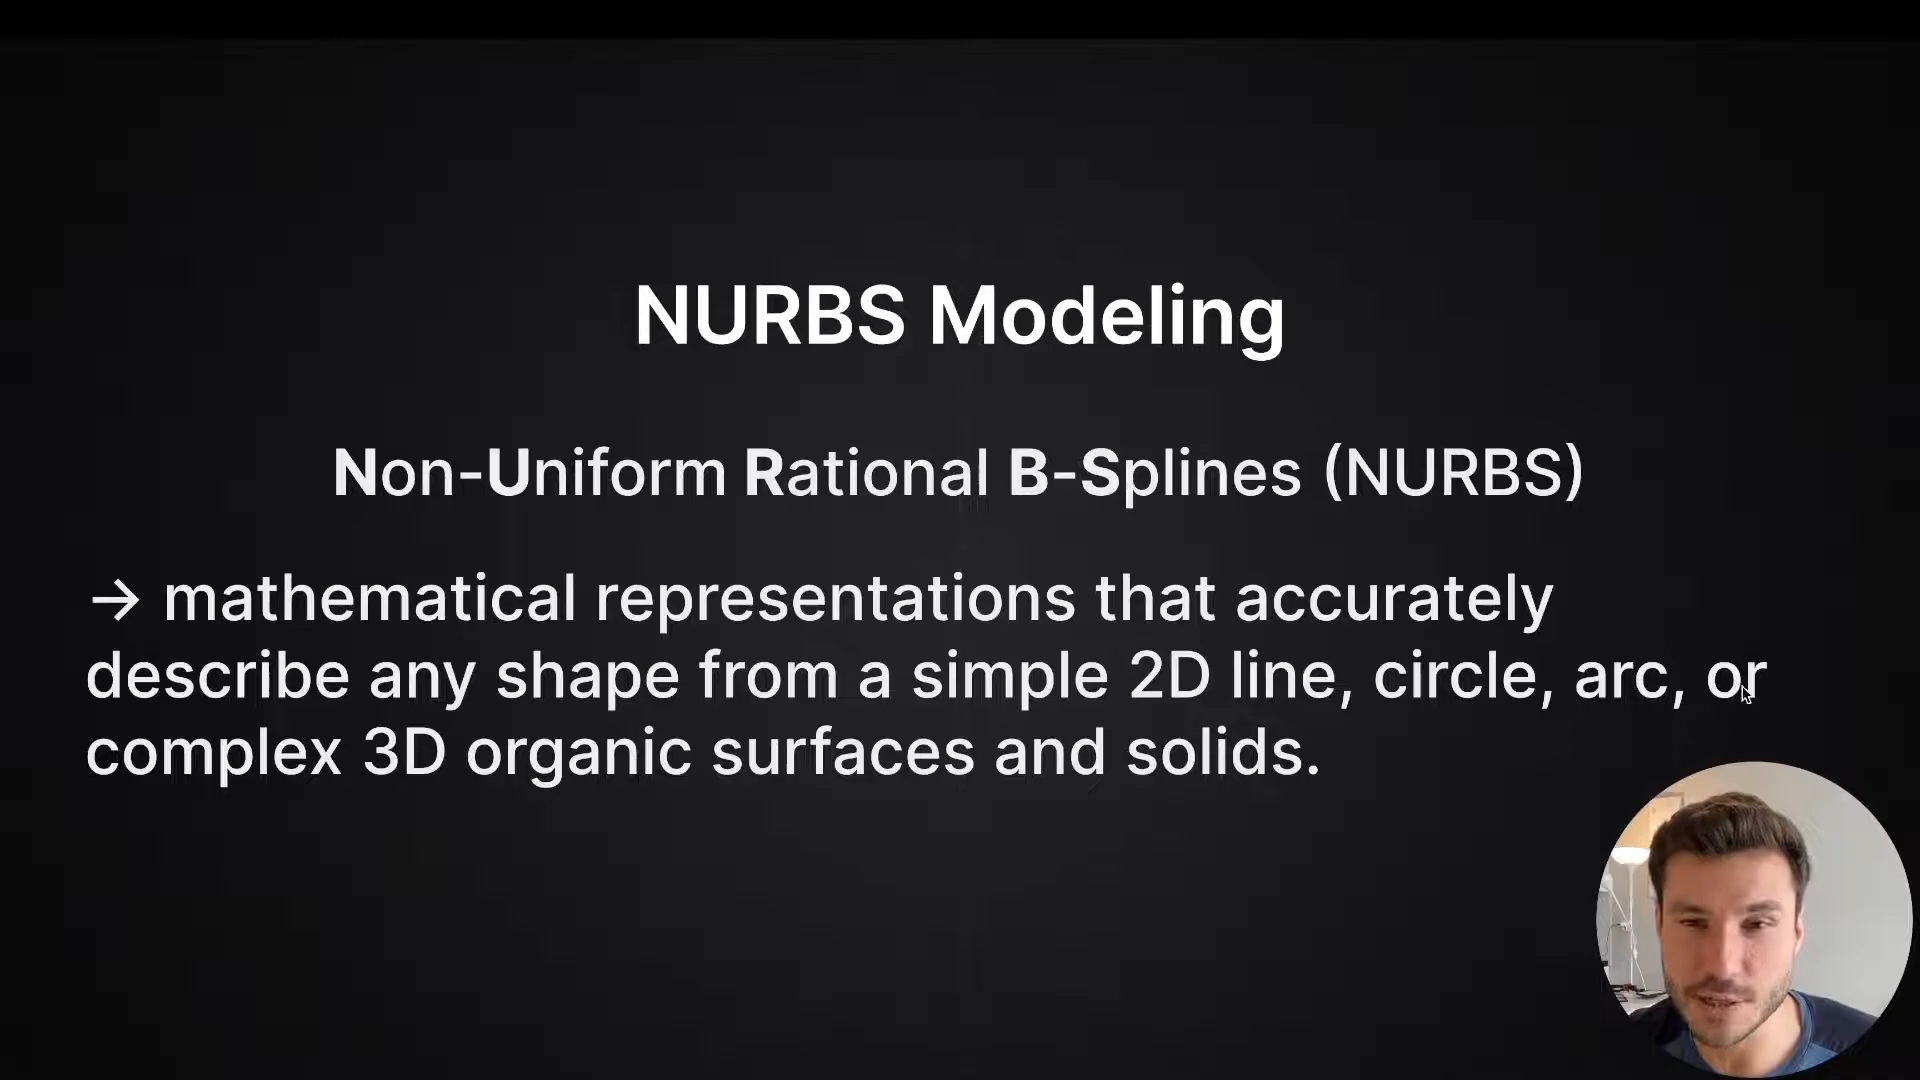 NURBS Modeling
Non-Uniform Rational B-Splines (NURBS)
→ mathematical representations that accurately
describe any shape from a simple 2D line, circle, arc, or
complex 3D organic surfaces and solids.